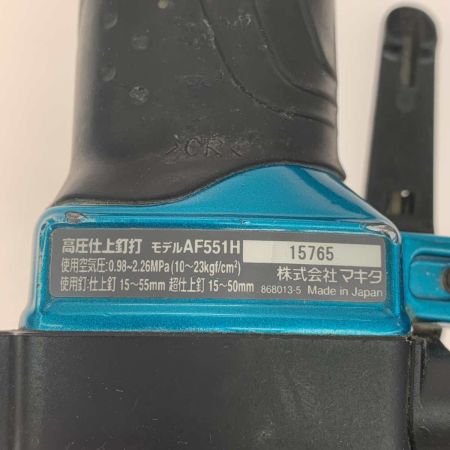 >CR<
高圧仕上釘打 モデルAF551H 15765
使用空気圧:0.98~2.26MPa(10~23kgf/cm²) 株式会社マキタ
使用釘:仕上釘 15~55mm 超仕上釘 15~50mm 868013-5 Made in Japan